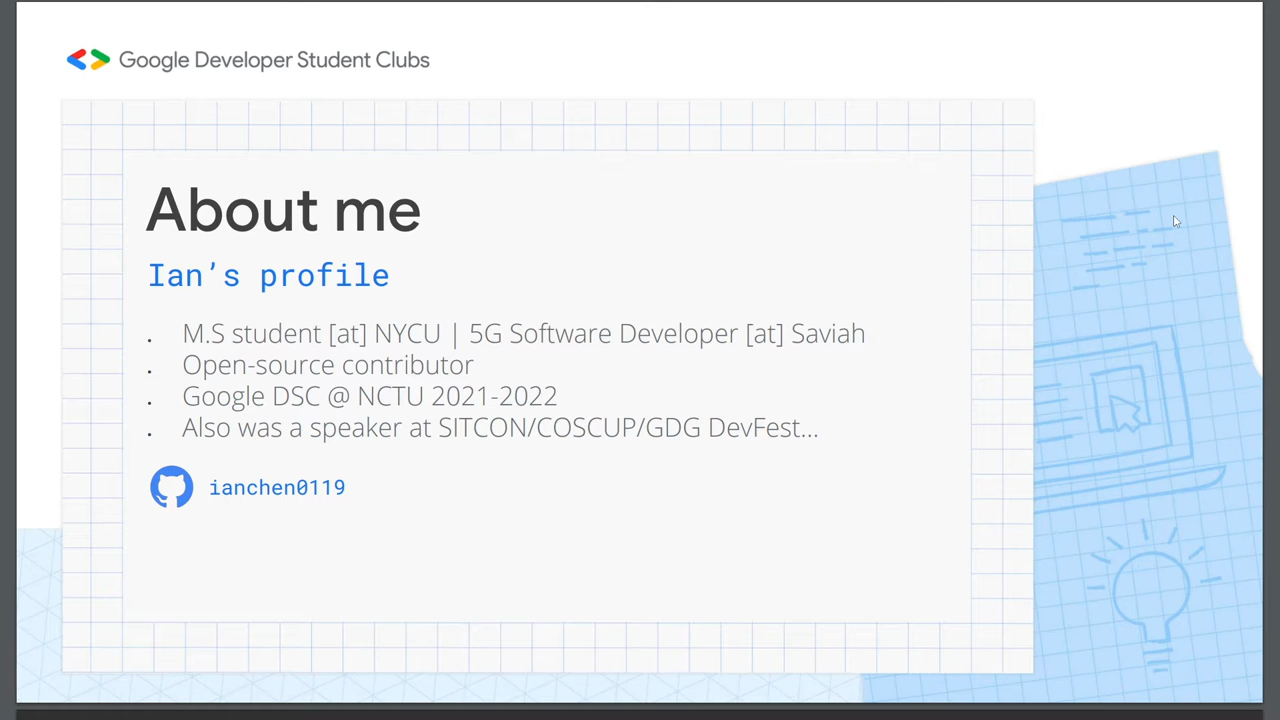 Google Developer Student Clubs
About me
Ian’s profile
. M.S student [at] NYCU | 5G Software Developer [at] Saviah
. Open-source contributor
. Google DSC @ NCTU 2021-2022
. Also was a speaker at SITCON/COSCUP/GDG DevFest...
ianchen0119